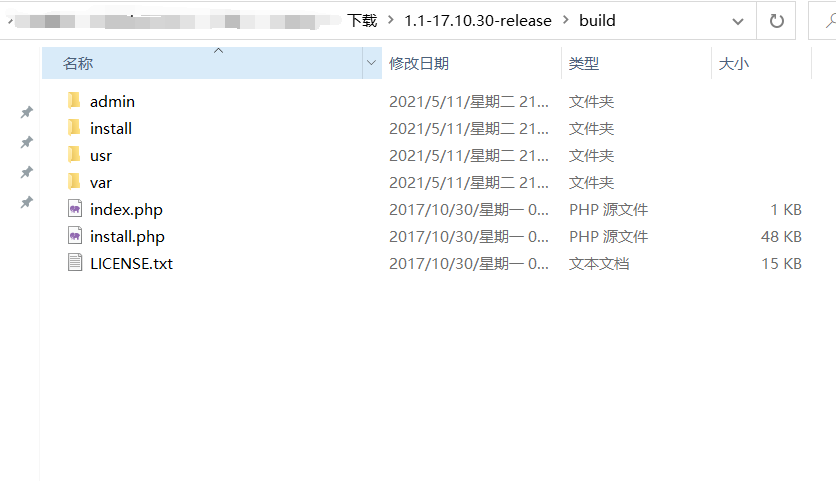 下载 > 1.1-17.10.30-release > build
名称 修改日期 类型 大小
admin 2021/5/11/星期二 21... 文件夹
install 2021/5/11/星期二 21... 文件夹
usr 2021/5/11/星期二 21... 文件夹
var 2021/5/11/星期二 21... 文件夹
index.php 2017/10/30/星期一 0... PHP 源文件 1 KB
install.php 2017/10/30/星期一 0... PHP 源文件 48 KB
LICENSE.txt 2017/10/30/星期一 0... 文本文档 15 KB